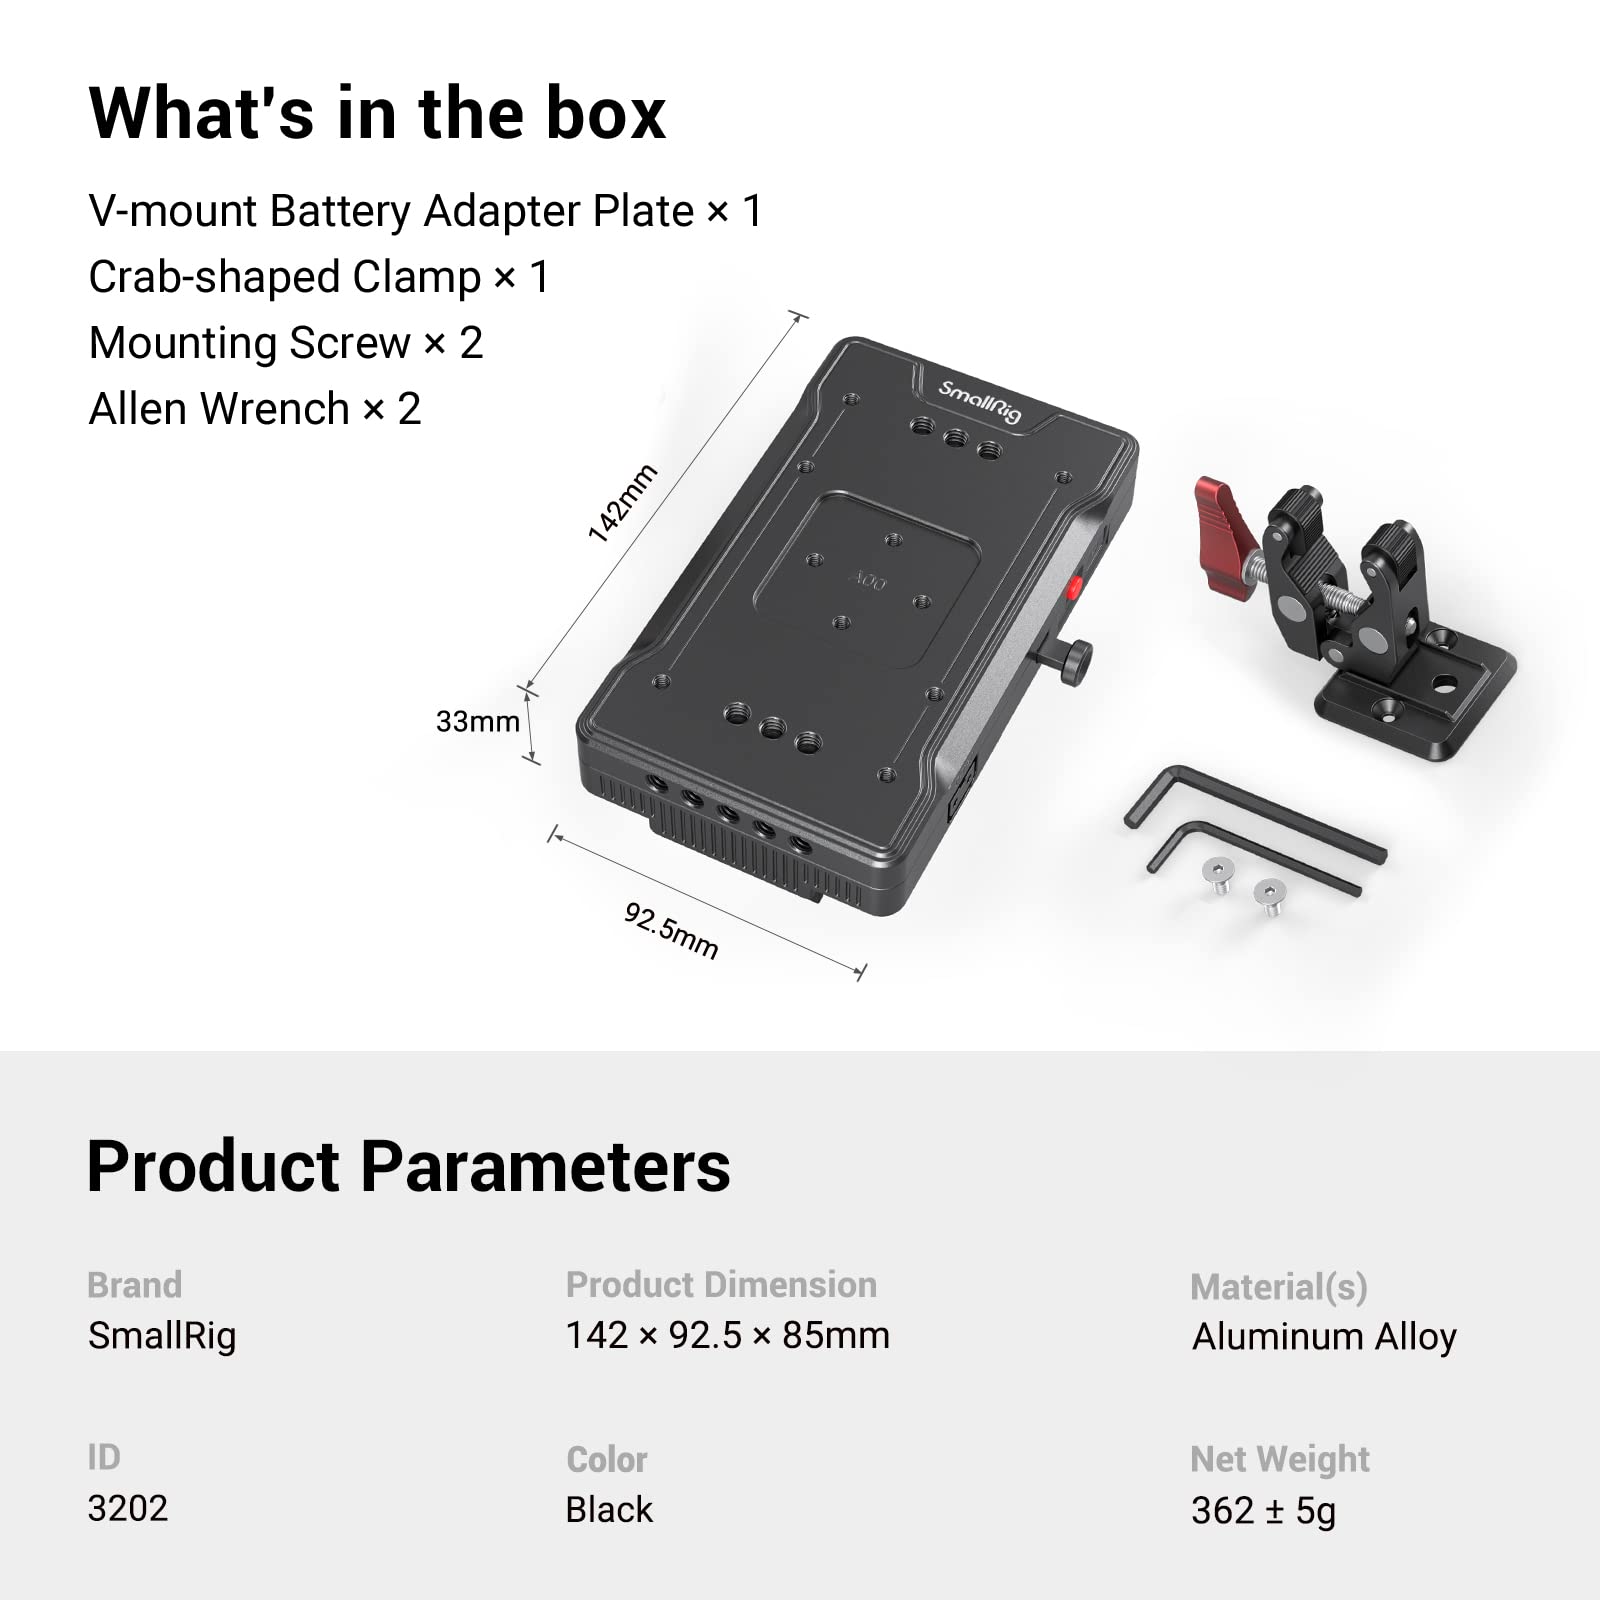 What's in the box
V-mount Battery Adapter Plate × 1
Crab-shaped Clamp × 1
Mounting Screw × 2
Allen Wrench × 2
SmallRig
142mm
A00
33mm
92.5mm
Product Parameters
Brand
SmallRig
Product Dimension
142 × 92.5 × 85mm
Material(s)
Aluminum Alloy
ID
3202
Color
Black
Net Weight
362 ± 5g